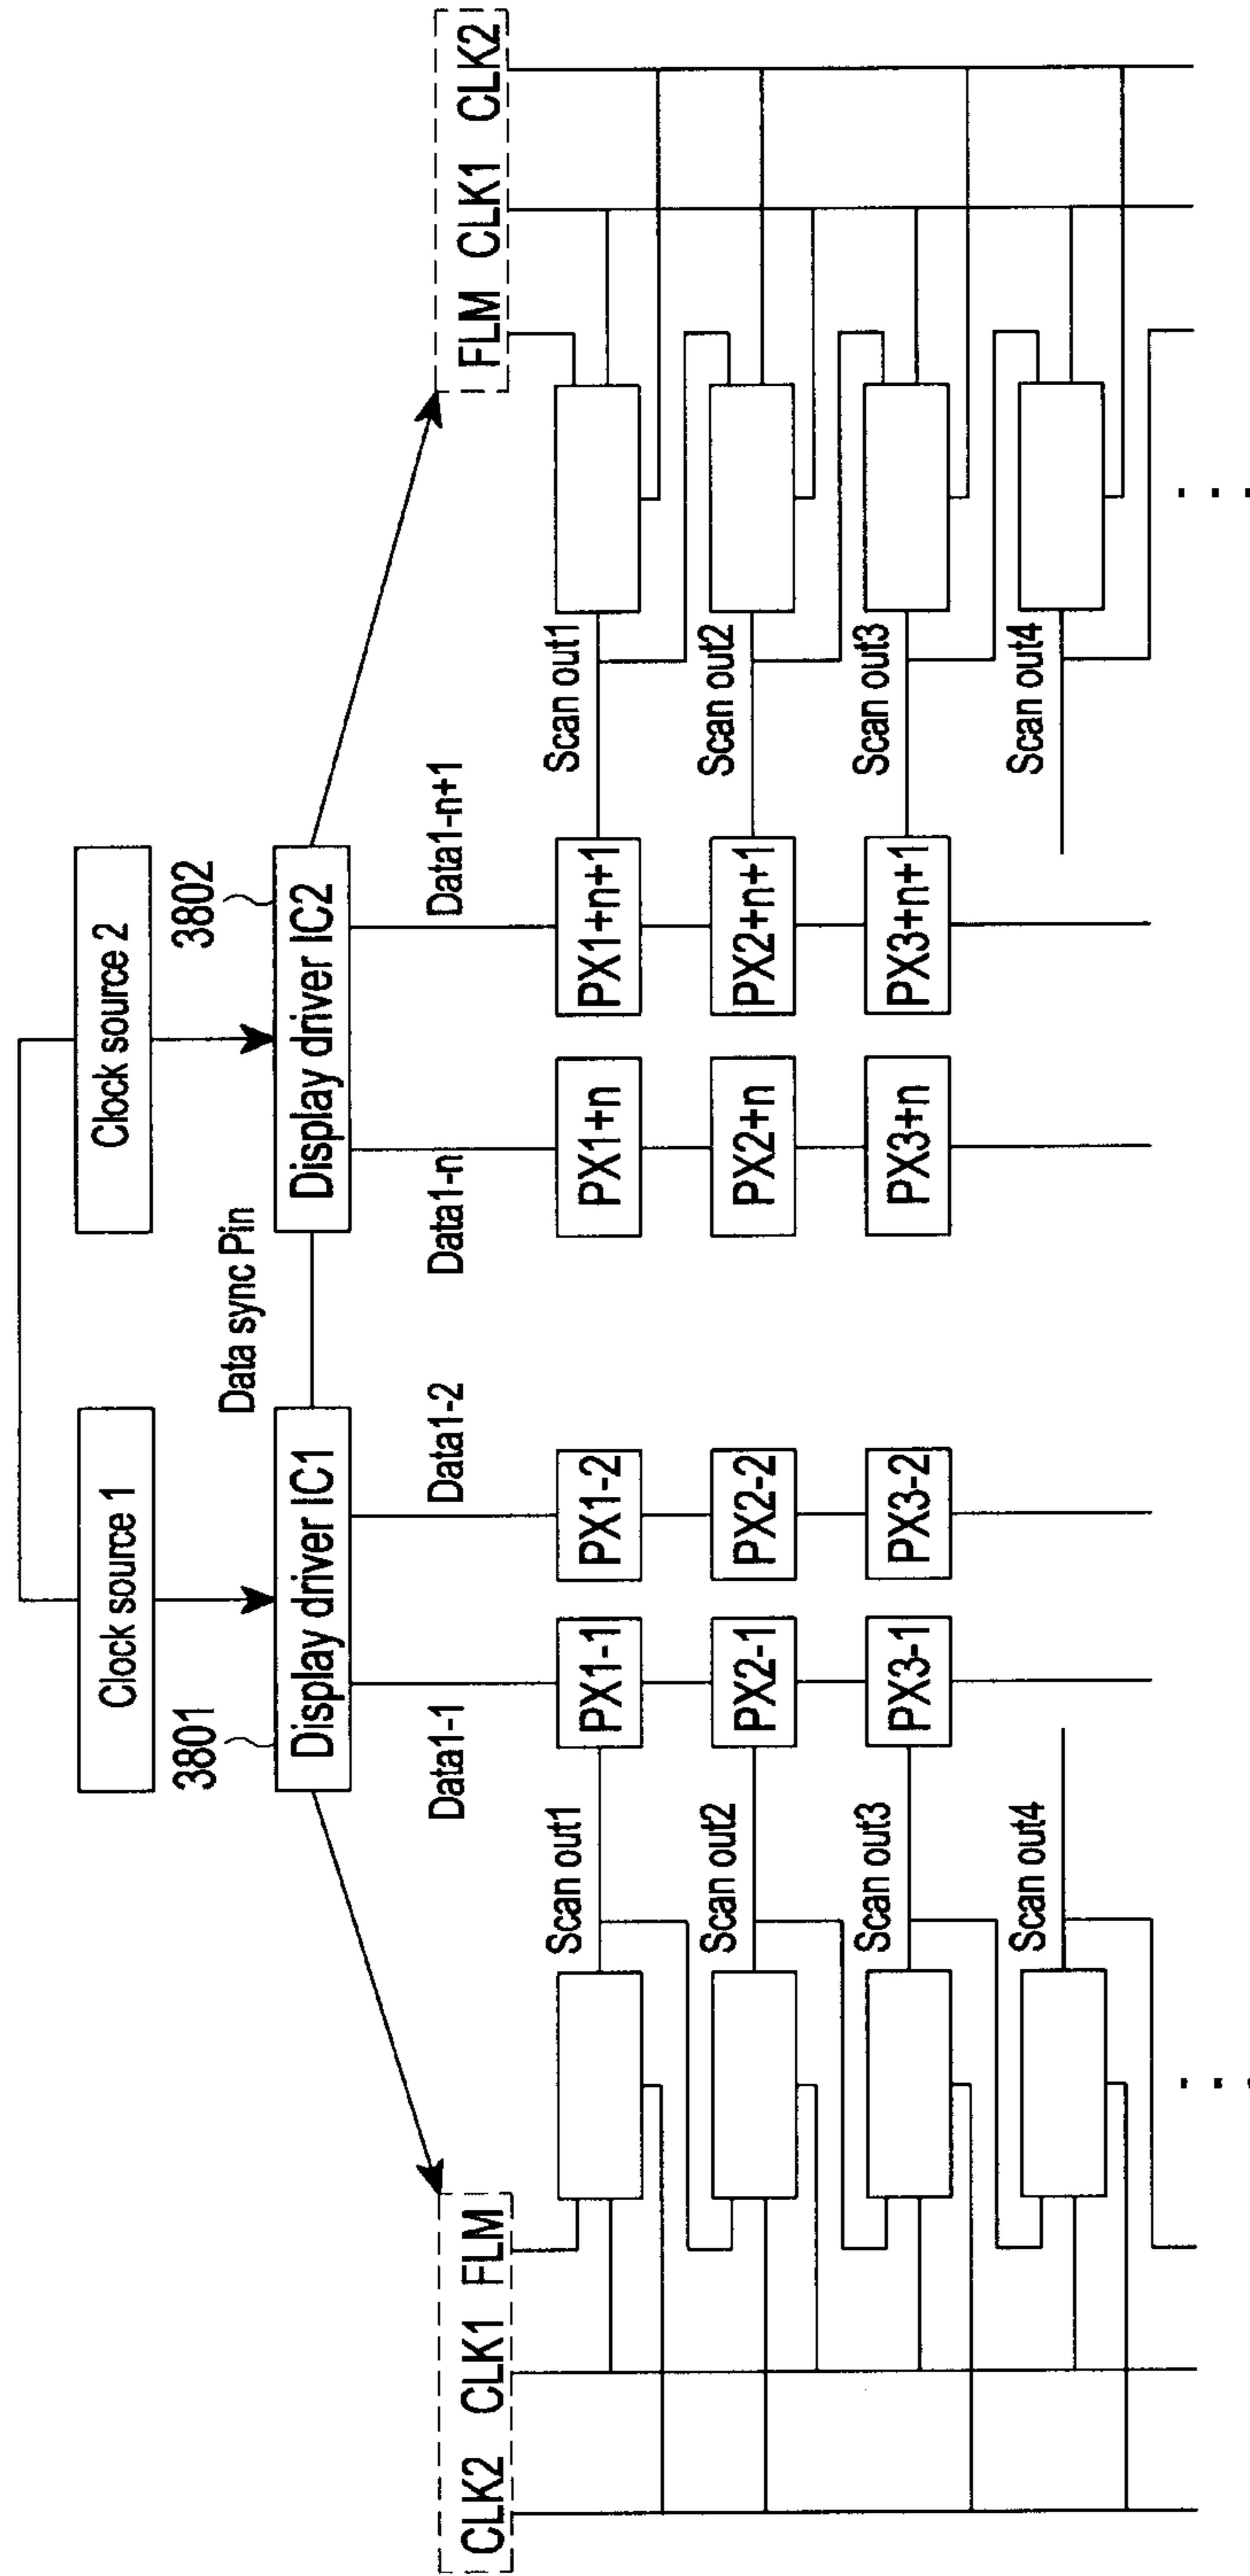 Clock source 1
Clock source 2
3801
Display driver IC1
Data sync Pin
3802
Display driver IC2
CLK2 CLK1 FLM
Data1-1
Data1-2
Data1-n
Data1-n+1
FLM CLK1 CLK2
Scan out1
PX1-1
PX1-2
PX1+n
PX1+n+1
Scan out1
Scan out2
PX2-1
PX2-2
PX2+n
PX2+n+1
Scan out2
Scan out3
PX3-1
PX3-2
PX3+n
PX3+n+1
Scan out3
Scan out4
Scan out4